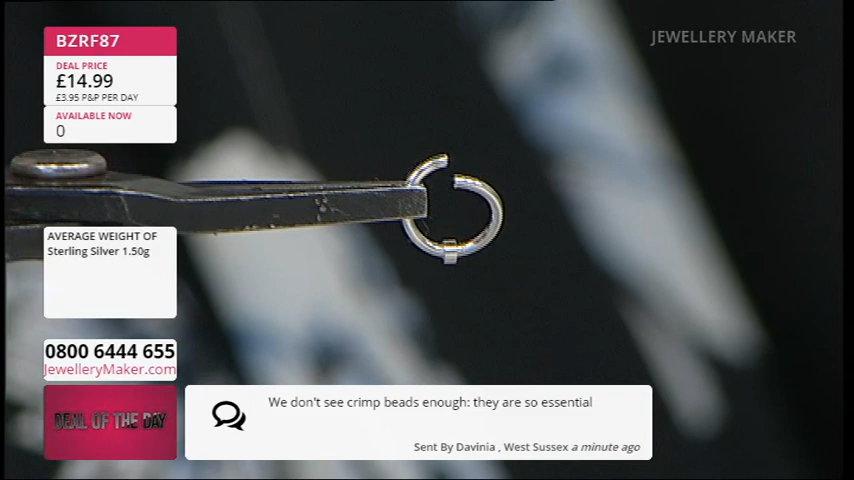 BZRF87
DEAL PRICE
£14.99
£3.95 P&P PER DAY
AVAILABLE NOW
0
JEWELLERY MAKER
AVERAGE WEIGHT OF
Sterling Silver 1.50g
0800 6444 655
JewelleryMaker.com
DEAL OF THE DAY
We don't see crimp beads enough: they are so essential
Sent By Davinia , West Sussex a minute ago